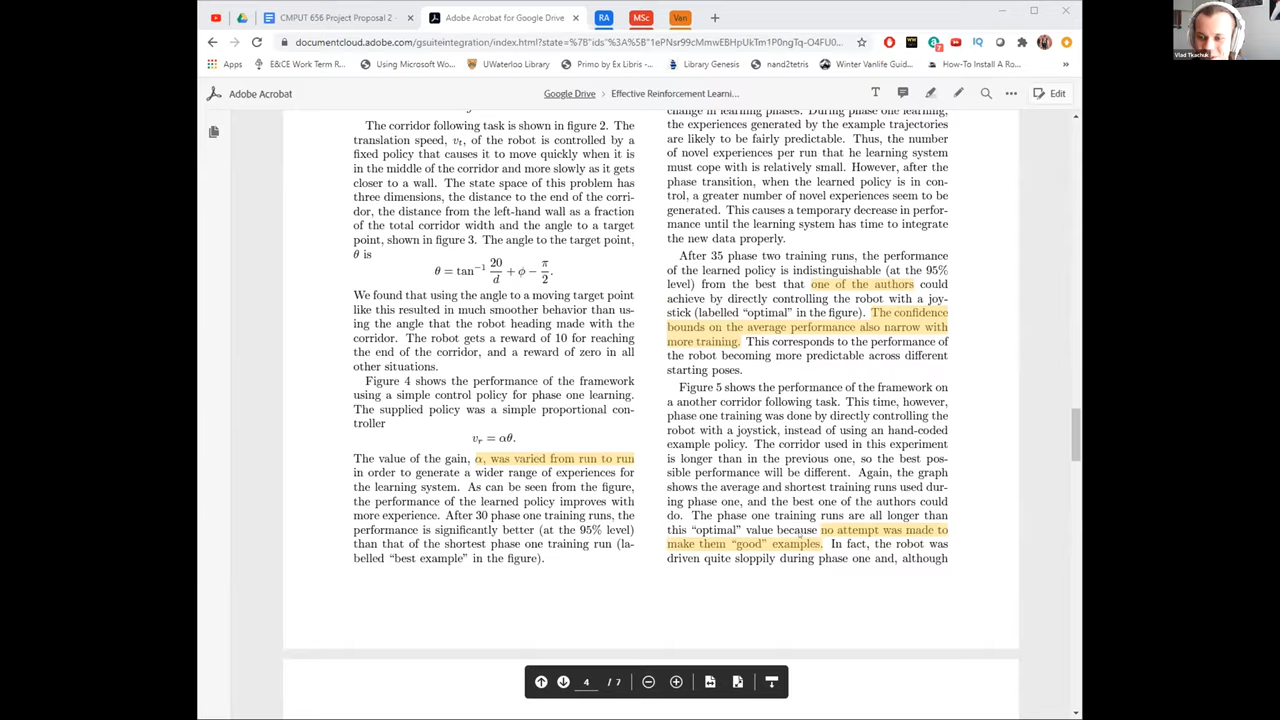 CMPUT 656 Project Proposal 2 -
Adobe Acrobat for Google Drive
RA
MSc
Van
documentcloud.adobe.com/gsuiteintegration/index.html?state=%7B"ids"%3A%5B"1ePNsr99cMmwEBHpUkTm1P0ngTq-O4FU0...
Apps
E&CE Work Term R...
Using Microsoft Wo...
UWaterloo Library
Primo by Ex Libris -...
Library Genesis
nand2tetris
Winter Vanlife Guid...
How-To Install A Ro...
»
Vlad Tkachuk
Adobe Acrobat
Google Drive > Effective Reinforcement Learni...
Edit
The corridor following task is shown in figure 2. The
translation speed, vt, of the robot is controlled by a
fixed policy that causes it to move quickly when it is
in the middle of the corridor and more slowly as it gets
closer to a wall. The state space of this problem has
three dimensions, the distance to the end of the corri-
dor, the distance from the left-hand wall as a fraction
of the total corridor width and the angle to a target
point, shown in figure 3. The angle to the target point,
θ is
θ = tan⁻¹ 20/d + ϕ − π/2.
We found that using the angle to a moving target point
like this resulted in much smoother behavior than us-
ing the angle that the robot heading made with the
corridor. The robot gets a reward of 10 for reaching
the end of the corridor, and a reward of zero in all
other situations.
Figure 4 shows the performance of the framework
using a simple control policy for phase one learning.
The supplied policy was a simple proportional con-
troller
vr = αθ.
The value of the gain, α, was varied from run to run
in order to generate a wider range of experiences for
the learning system. As can be seen from the figure,
the performance of the learned policy improves with
more experience. After 30 phase one training runs, the
performance is significantly better (at the 95% level)
than that of the shortest phase one training run (la-
belled “best example” in the figure).
change in learning phases. During phase one learning,
the experiences generated by the example trajectories
are likely to be fairly predictable. Thus, the number
of novel experiences per run that he learning system
must cope with is relatively small. However, after the
phase transition, when the learned policy is in con-
trol, a greater number of novel experiences seem to be
generated. This causes a temporary decrease in perfor-
mance until the learning system has time to integrate
the new data properly.
After 35 phase two training runs, the performance
of the learned policy is indistinguishable (at the 95%
level) from the best that one of the authors could
achieve by directly controlling the robot with a joy-
stick (labelled “optimal” in the figure). The confidence
bounds on the average performance also narrow with
more training. This corresponds to the performance of
the robot becoming more predictable across different
starting poses.
Figure 5 shows the performance of the framework on
a another corridor following task. This time, however,
phase one training was done by directly controlling the
robot with a joystick, instead of using an hand-coded
example policy. The corridor used in this experiment
is longer than in the previous one, so the best pos-
sible performance will be different. Again, the graph
shows the average and shortest training runs used dur-
ing phase one, and the best one of the authors could
do. The phase one training runs are all longer than
this “optimal” value because no attempt was made to
make them “good” examples. In fact, the robot was
driven quite sloppily during phase one and, although
4 / 7